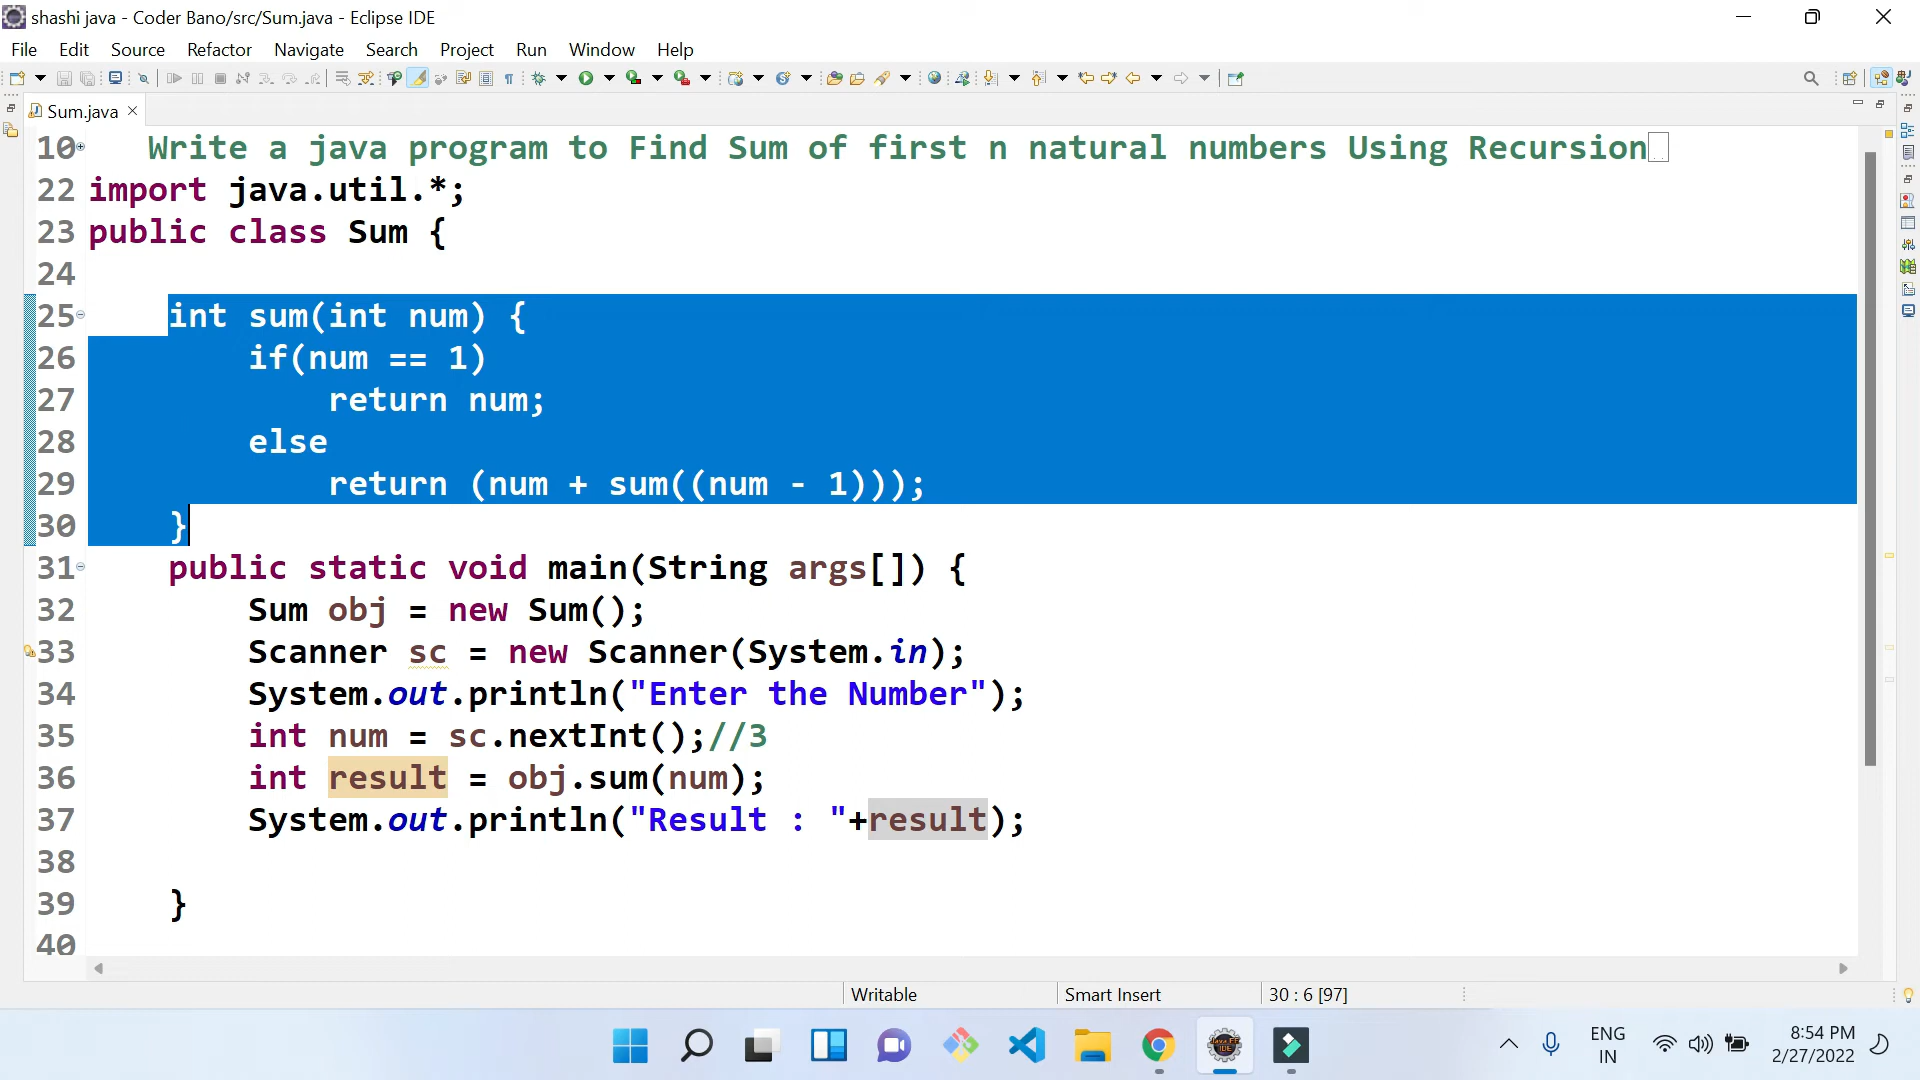 shashi java - Coder Bano/src/Sum.java - Eclipse IDE
File Edit Source Refactor Navigate Search Project Run Window Help
Sum.java
10 Write a java program to Find Sum of first n natural numbers Using Recursion
22 import java.util.*;
23 public class Sum {
24
25 int sum(int num) {
26 if(num == 1)
27 return num;
28 else
29 return (num + sum((num - 1)));
30 }
31 public static void main(String args[]) {
32 Sum obj = new Sum();
33 Scanner sc = new Scanner(System.in);
34 System.out.println("Enter the Number");
35 int num = sc.nextInt();//3
36 int result = obj.sum(num);
37 System.out.println("Result : "+result);
38
39 }
40
Writable Smart Insert 30 : 6 [97]
ENG 8:54 PM
IN 2/27/2022